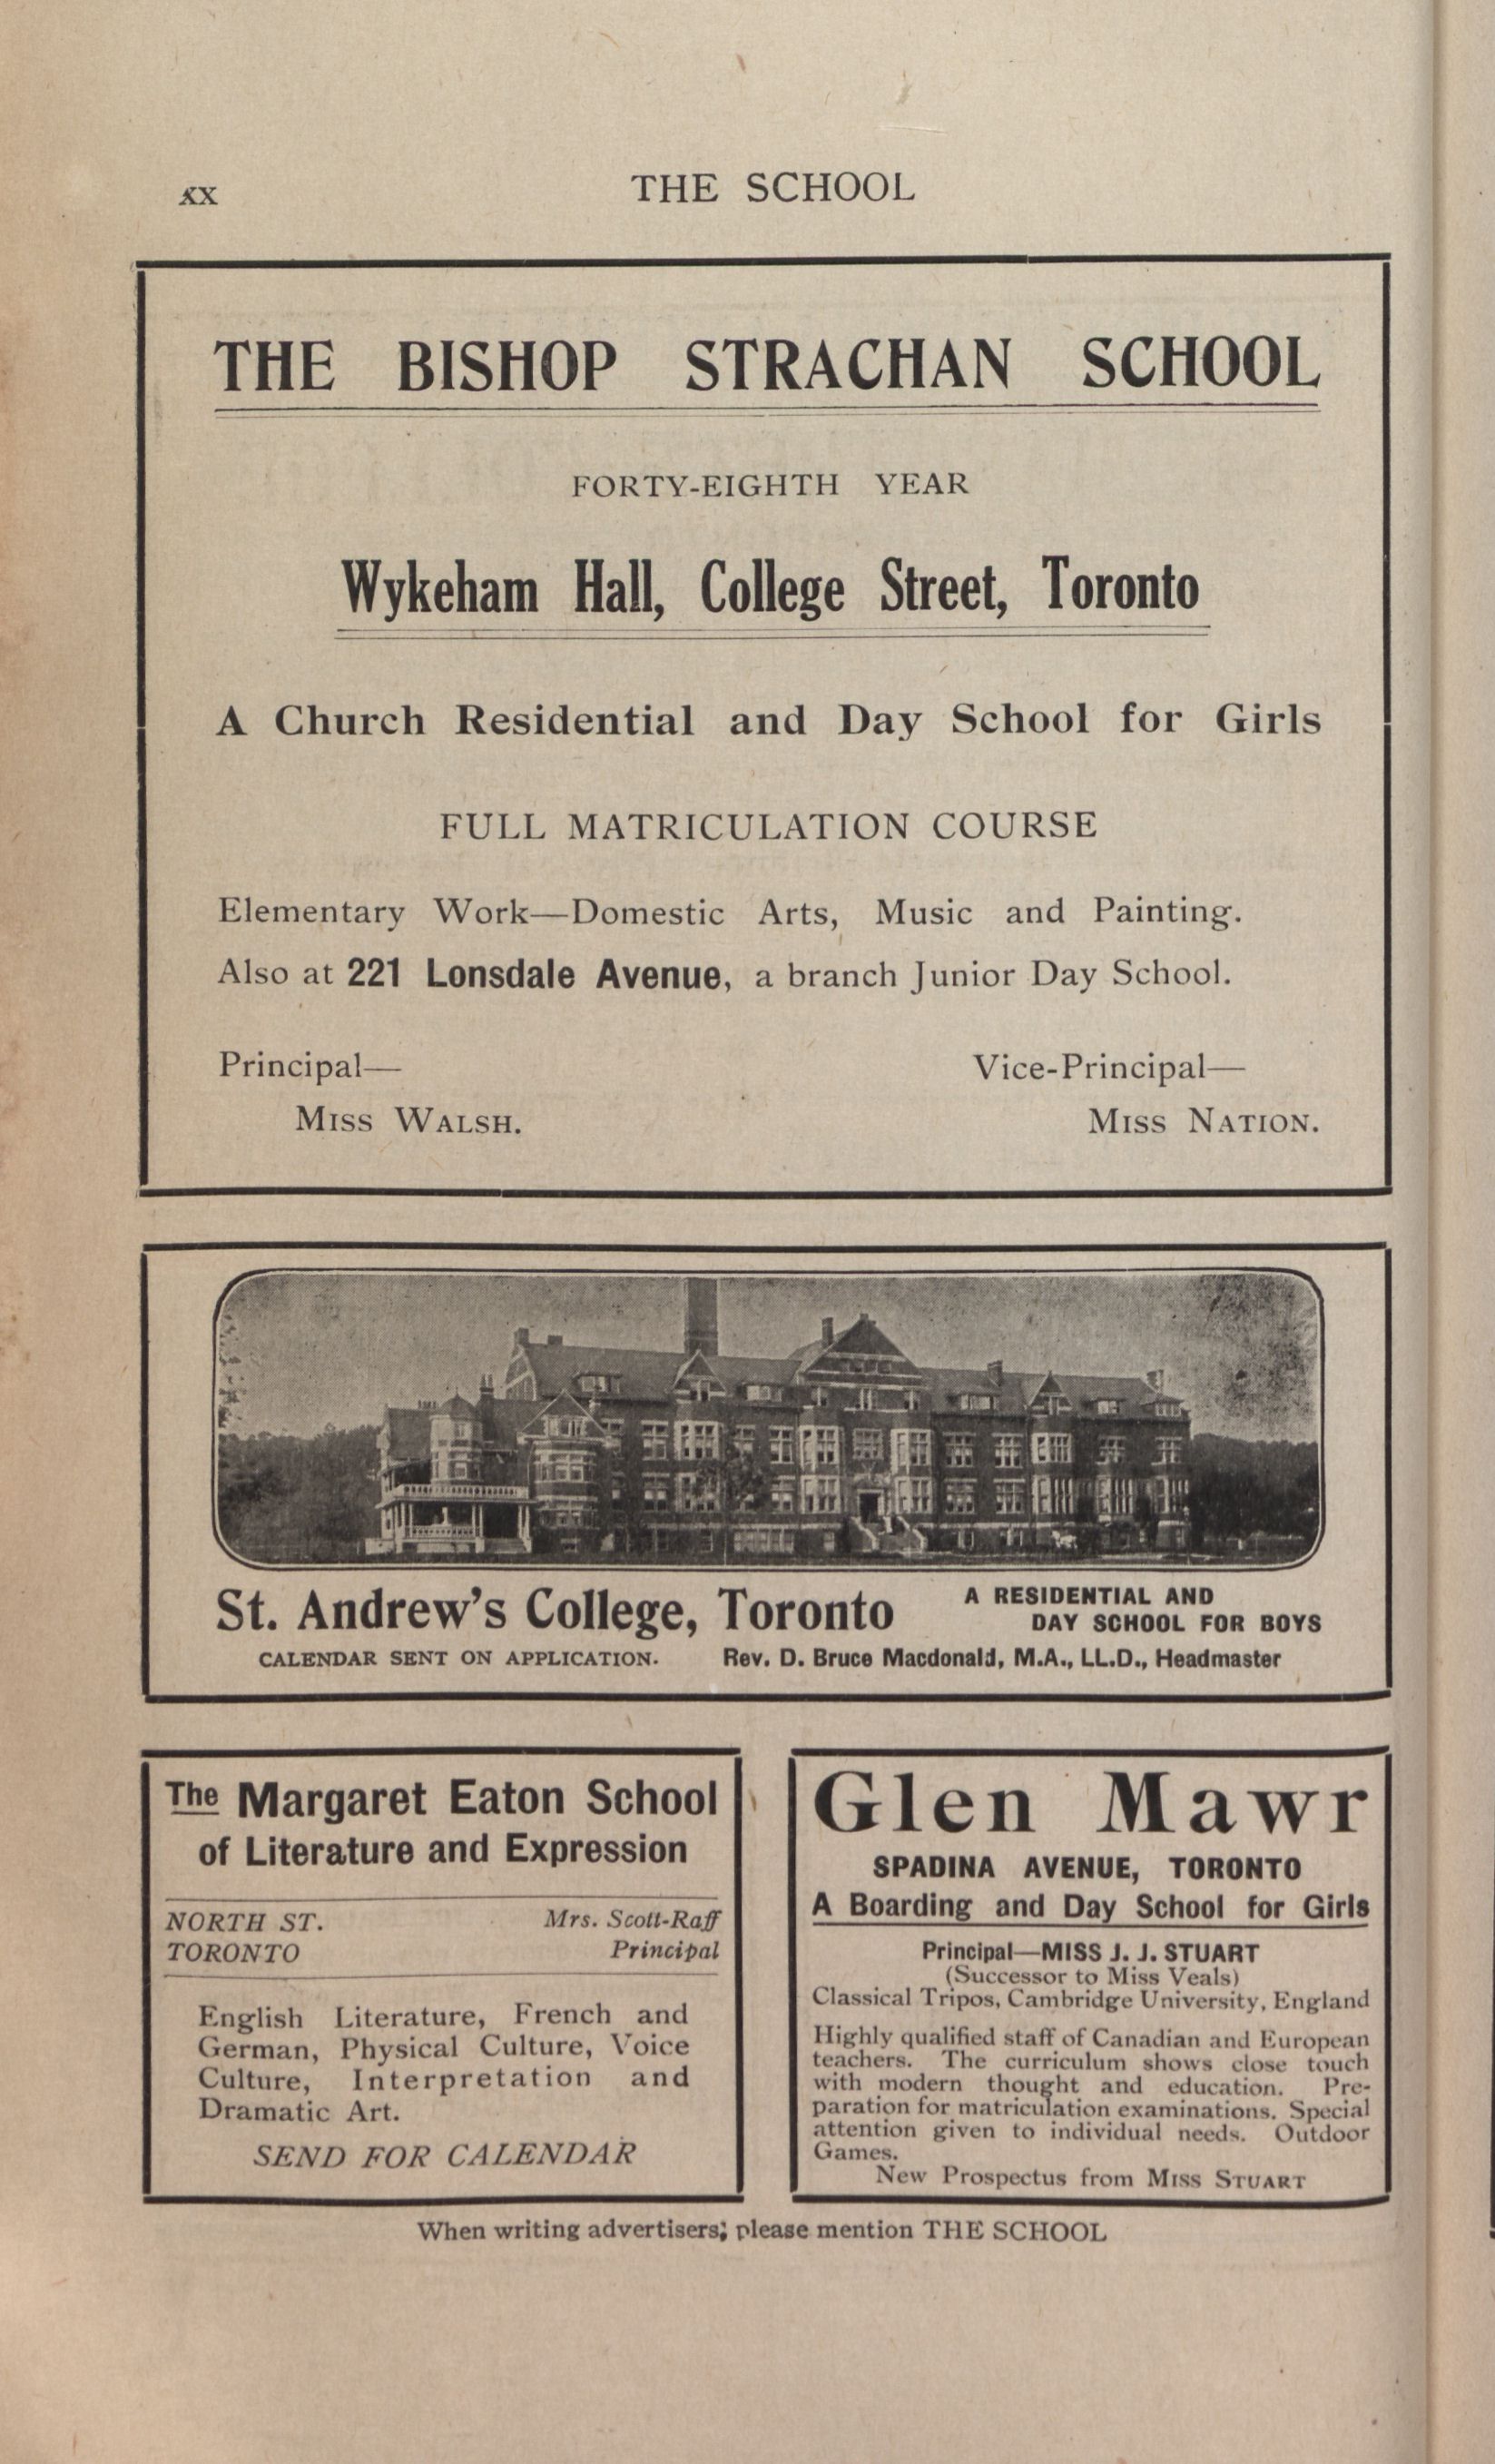 xx
THE SCHOOL
THE BISHOP STRACHAN SCHOOL
FORTY-EIGHTH YEAR
Wykeham Hall, College Street, Toronto
A Church Residential and Day School for Girls
FULL MATRICULATION COURSE
Elementary Work—Domestic Arts, Music and Painting.
Also at 221 Lonsdale Avenue, a branch Junior Day School.
Principal—
Miss Walsh.
Vice-Principal—
Miss Nation.
St. Andrew's College, Toronto
A RESIDENTIAL AND
DAY SCHOOL FOR BOYS
CALENDAR SENT ON APPLICATION.
Rev. D. Bruce Macdonald, M.A., LL.D., Headmaster
The Margaret Eaton School
of Literature and Expression
NORTH ST.
TORONTO
Mrs. Scott-Raff
Principal
English Literature, French and
German, Physical Culture, Voice
Culture, Interpretation and
Dramatic Art.
SEND FOR CALENDAR
Glen Mawr
SPADINA AVENUE, TORONTO
A Boarding and Day School for Girls
Principal—MISS J. J. STUART
(Successor to Miss Veals)
Classical Tripos, Cambridge University, England
Highly qualified staff of Canadian and European
teachers. The curriculum shows close touch
with modern thought and education. Pre-
paration for matriculation examinations. Special
attention given to individual needs. Outdoor
Games.
New Prospectus from Miss Stuart
When writing advertisers; please mention THE SCHOOL